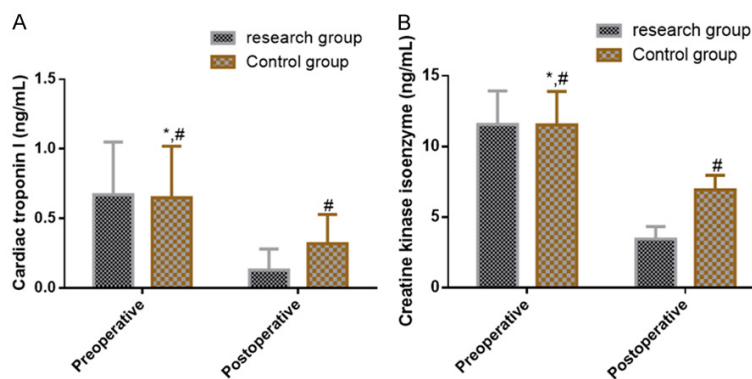 A
research group
Control group
Cardiac troponin I (ng/mL)
1.5
1.0
0.5
0.0
*,#
#
Preoperative
Postoperative
B
research group
Control group
Creatine kinase isoenzyme (ng/mL)
15
10
5
0
*,#
#
Preoperative
Postoperative